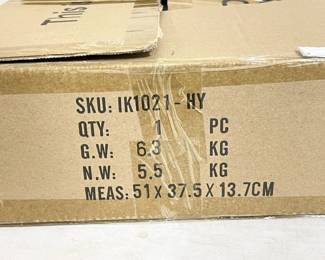 This
SKU: IK1021-HY
QTY: 1 PC
G.W: 6.3 KG
N.W: 5.5 KG
MEAS: 51 X 37.5 X 13.7CM